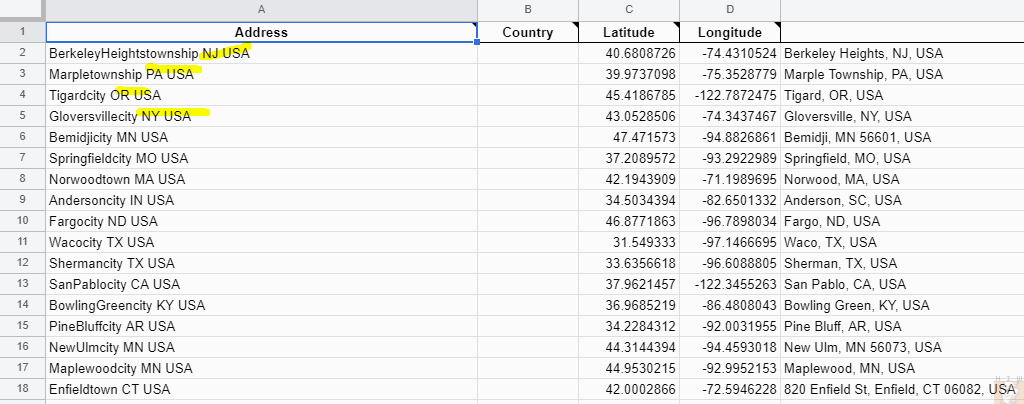 A B C D
1 Address Country Latitude Longitude
2 BerkeleyHeightstownship NJ USA 40.6808726 -74.4310524 Berkeley Heights, NJ, USA
3 Marpletownship PA USA 39.9737098 -75.3528779 Marple Township, PA, USA
4 Tigardcity OR USA 45.4186785 -122.7872475 Tigard, OR, USA
5 Gloversvillecity NY USA 43.0528506 -74.3437467 Gloversville, NY, USA
6 Bemidjicity MN USA 47.471573 -94.8826861 Bemidji, MN 56601, USA
7 Springfieldcity MO USA 37.2089572 -93.2922989 Springfield, MO, USA
8 Norwoodtown MA USA 42.1943909 -71.1989695 Norwood, MA, USA
9 Andersoncity IN USA 34.5034394 -82.6501332 Anderson, SC, USA
10 Fargocity ND USA 46.8771863 -96.7898034 Fargo, ND, USA
11 Wacocity TX USA 31.549333 -97.1466695 Waco, TX, USA
12 Shermancity TX USA 33.6356618 -96.6088805 Sherman, TX, USA
13 SanPablocity CA USA 37.9621457 -122.3455263 San Pablo, CA, USA
14 BowlingGreencity KY USA 36.9685219 -86.4808043 Bowling Green, KY, USA
15 PineBluffcity AR USA 34.2284312 -92.0031955 Pine Bluff, AR, USA
16 NewUlmcity MN USA 44.3144394 -94.4593018 New Ulm, MN 56073, USA
17 Maplewoodcity MN USA 44.9530215 -92.9952153 Maplewood, MN, USA
18 Enfieldtown CT USA 42.0002866 -72.5946228 820 Enfield St, Enfield, CT 06082, USA